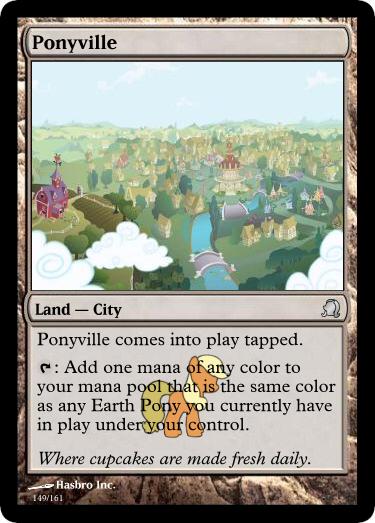 Ponyville
Land — City
Ponyville comes into play tapped.
: Add one mana of any color to
your mana pool that is the same color
as any Earth Pony you currently have
in play under your control.
Where cupcakes are made fresh daily.
Hasbro Inc.
149/161